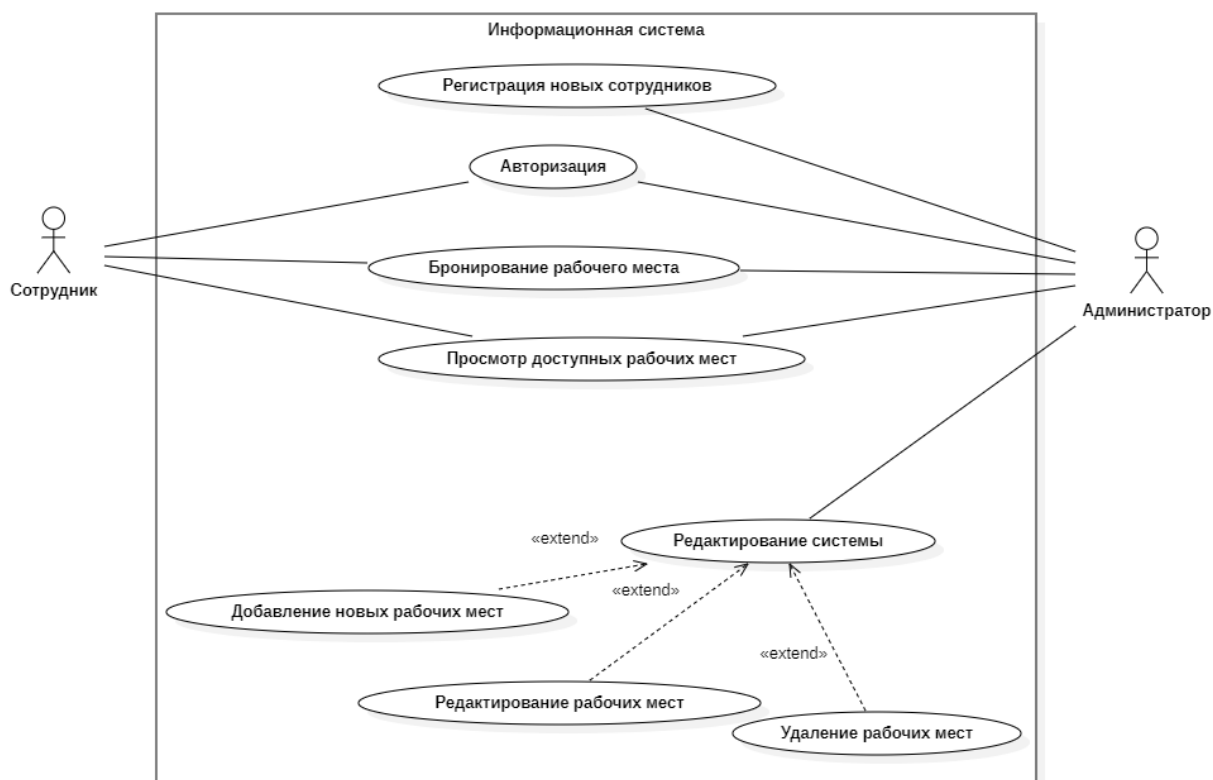 Информационная система
Регистрация новых сотрудников
Авторизация
Бронирование рабочего места
Сотрудник
Администратор
Просмотр доступных рабочих мест
«extend»
Редактирование системы
«extend»
Добавление новых рабочих мест
«extend»
Редактирование рабочих мест
Удаление рабочих мест